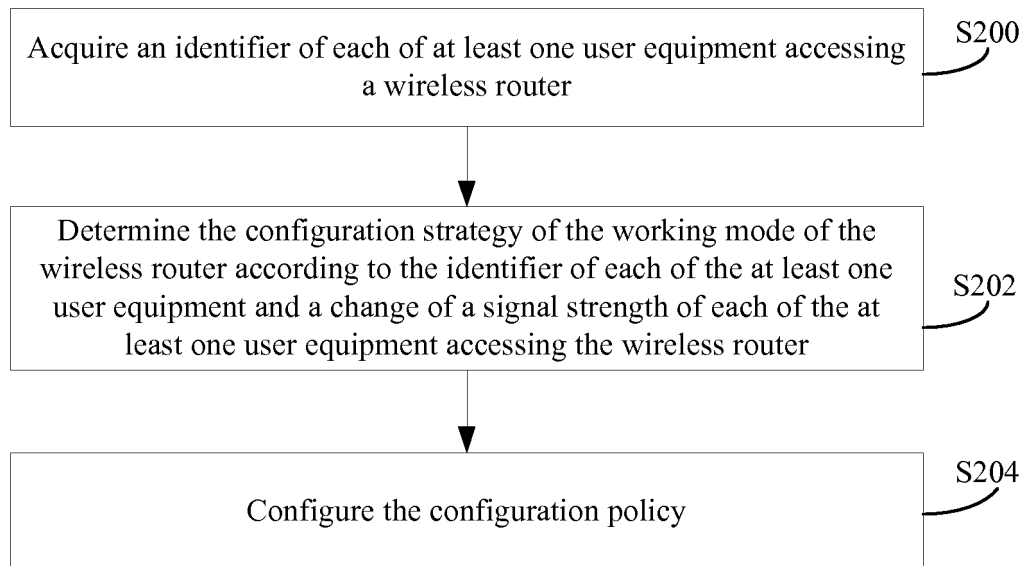 Acquire an identifier of each of at least one user equipment accessing
a wireless router
S200
Determine the configuration strategy of the working mode of the
wireless router according to the identifier of each of the at least one
user equipment and a change of a signal strength of each of the at
least one user equipment accessing the wireless router
S202
Configure the configuration policy
S204